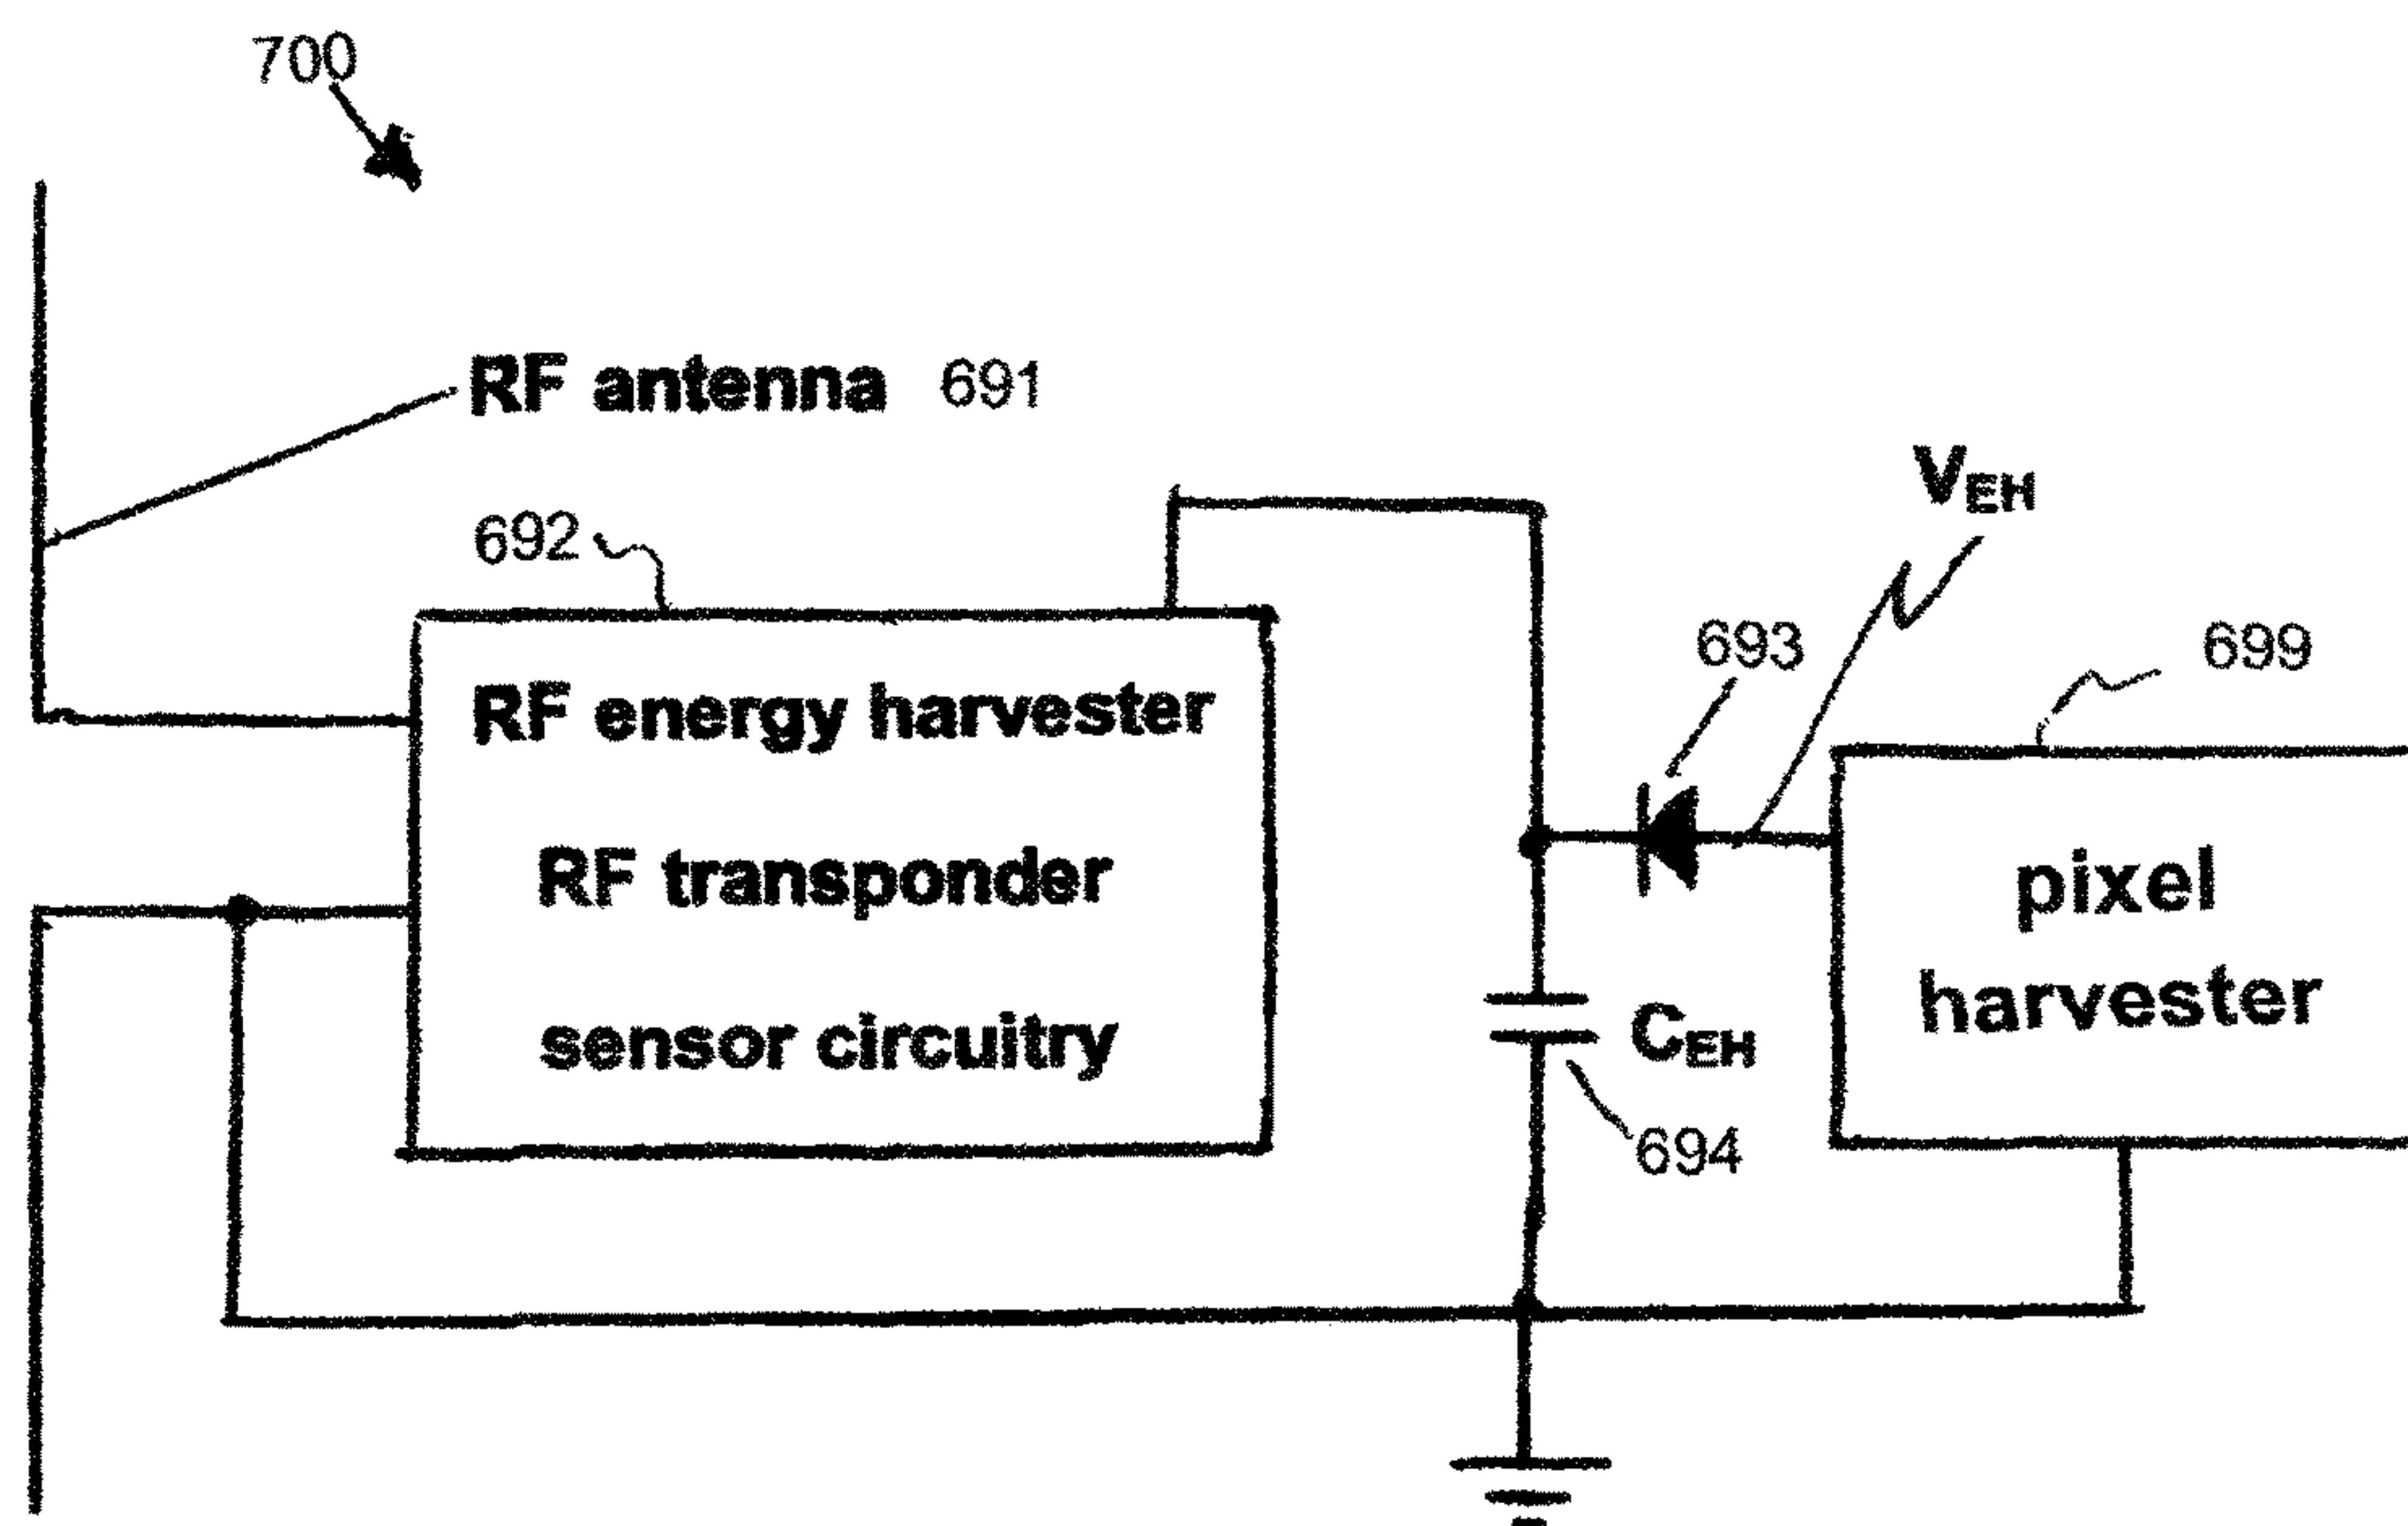 700
RF antenna 691
692
RF energy harvester
RF transponder
sensor circuitry
VEH
693
699
pixel
harvester
CEH
694